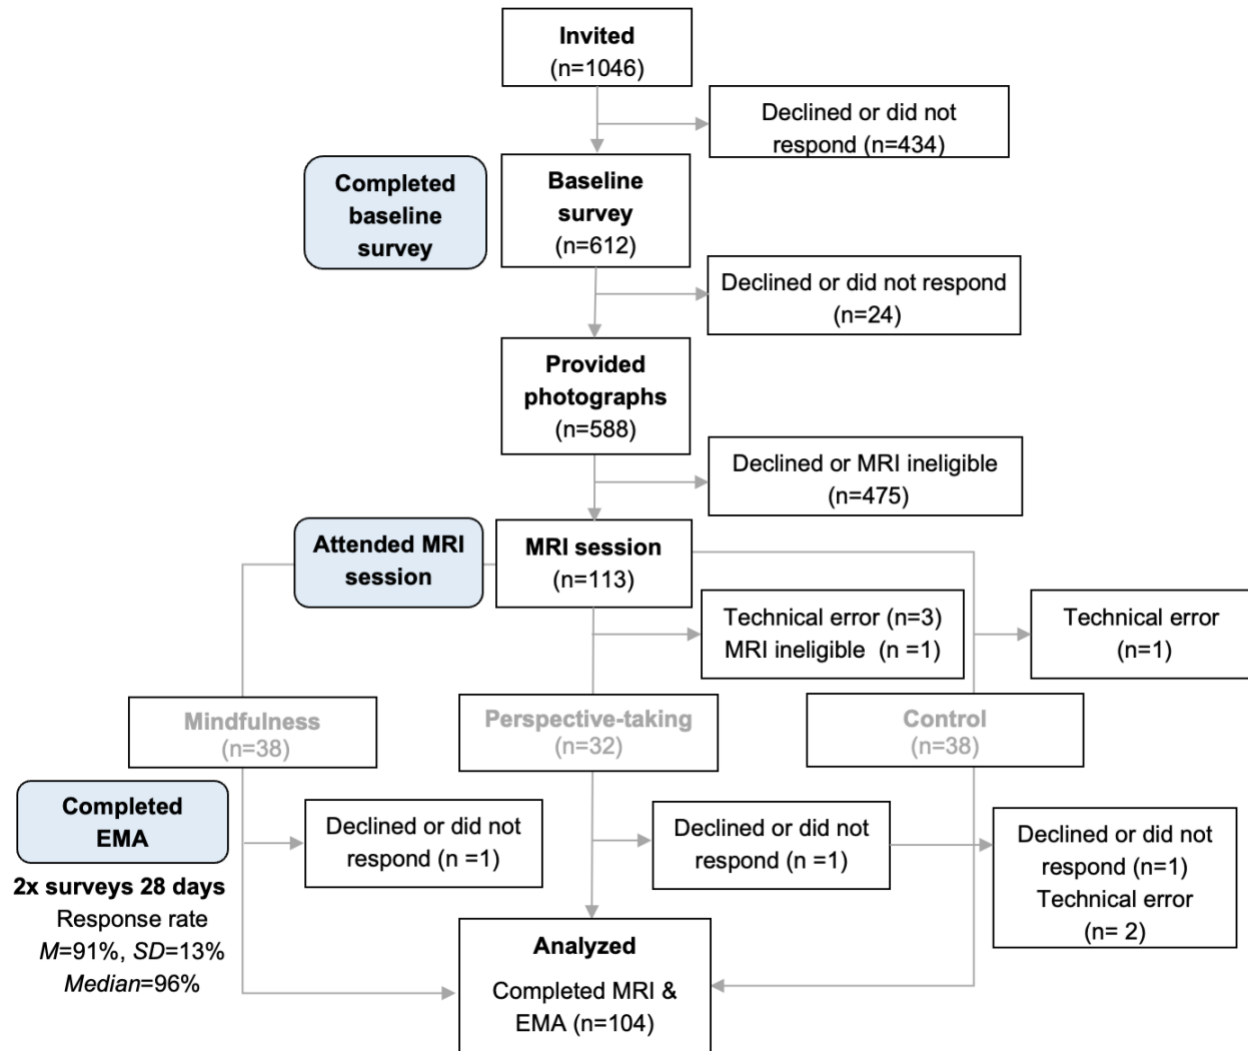 Invited
(n=1046)
Declined or did not
respond (n=434)
Completed
baseline
survey
Baseline
survey
(n=612)
Declined or did not respond
(n=24)
Provided
photographs
(n=588)
Declined or MRI ineligible
(n=475)
Attended MRI
session
MRI session
(n=113)
Technical error (n=3)
MRI ineligible (n =1)
Technical error
(n=1)
Mindfulness
(n=38)
Perspective-taking
(n=32)
Control
(n=38)
Completed
EMA
2x surveys 28 days
Response rate
M=91%, SD=13%
Median=96%
Declined or did not
respond (n =1)
Declined or did not
respond (n =1)
Declined or did not
respond (n=1)
Technical error
(n= 2)
Analyzed
Completed MRI &
EMA (n=104)